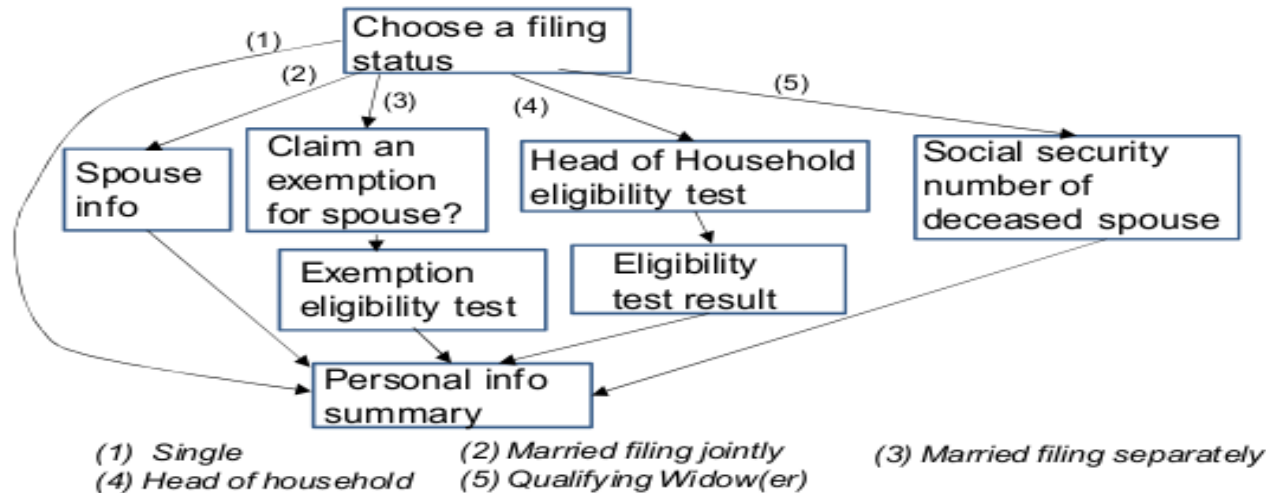 Choose a filing
status
(1)
(2)
(3)
(4)
(5)
Spouse
info
Claim an
exemption
for spouse?
Head of Household
eligibility test
Social security
number of
deceased spouse
Exemption
eligibility test
Eligibility
test result
Personal info
summary
(1) Single
(2) Married filing jointly
(3) Married filing separately
(4) Head of household
(5) Qualifying Widow(er)